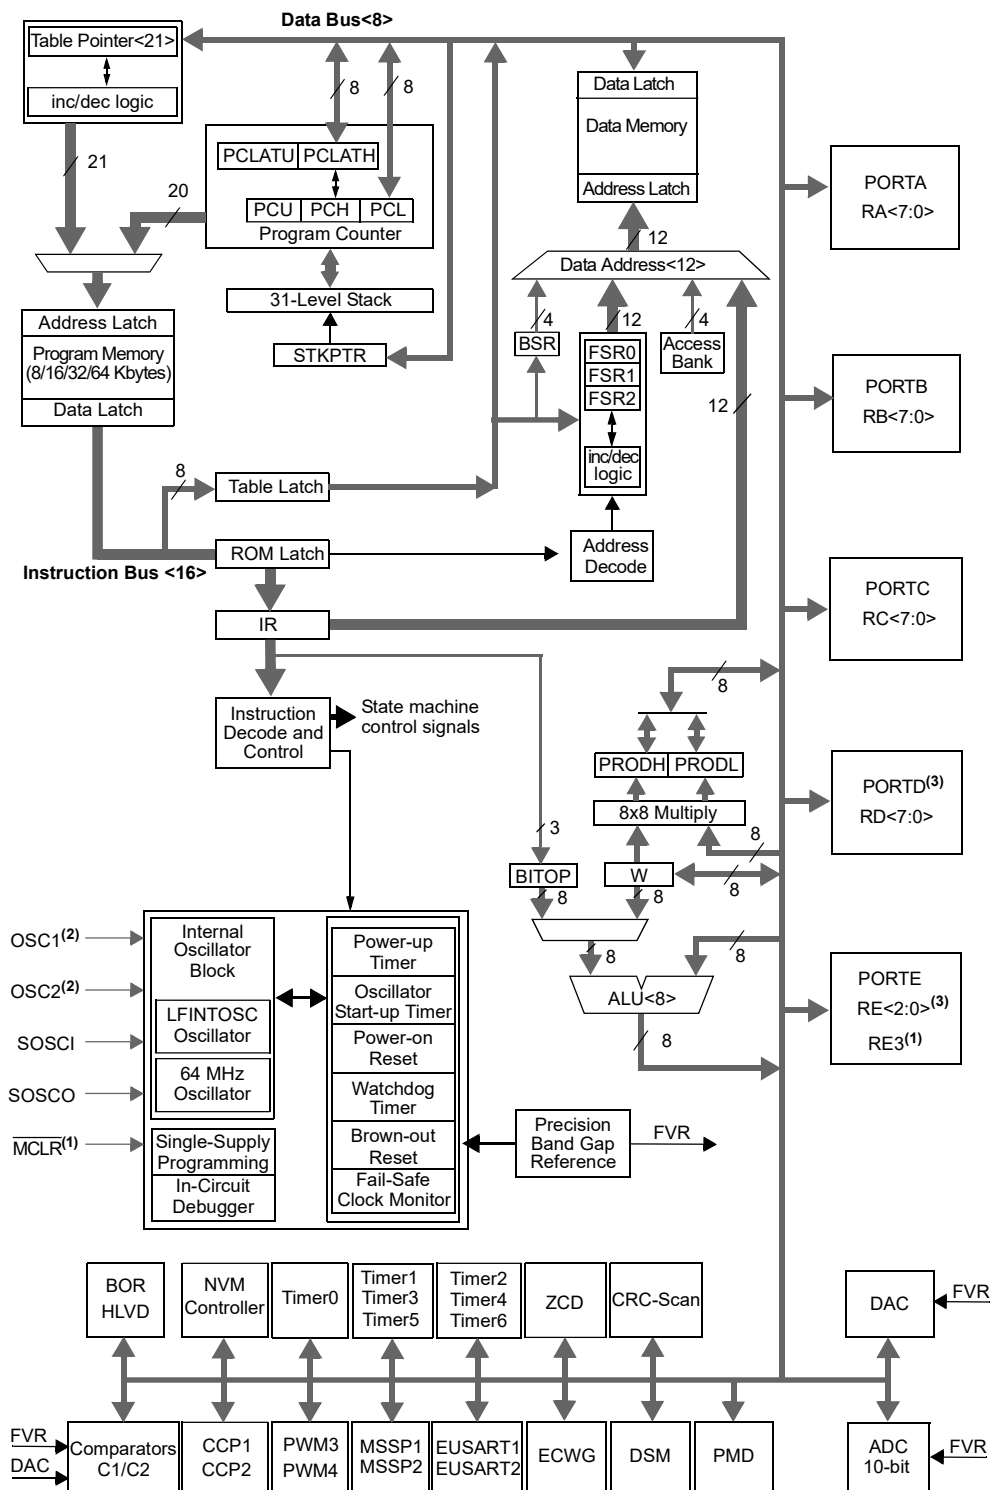 Data Bus<8>
Table Pointer<21>
inc/dec logic
21
20
8
8
PCLATU PCLATH
PCU PCH PCL
Program Counter
31-Level Stack
STKPTR
Address Latch
Program Memory
(8/16/32/64 Kbytes)
Data Latch
8
Table Latch
ROM Latch
Instruction Bus <16>
IR
Data Latch
Data Memory
Address Latch
12
Data Address<12>
4
12
4
BSR
FSR0
FSR1
FSR2
inc/dec
logic
Access
Bank
12
Address
Decode
PORTA
RA<7:0>
PORTB
RB<7:0>
PORTC
RC<7:0>
PORTD(3)
RD<7:0>
PORTE
RE<2:0>(3)
RE3(1)
Instruction
Decode and
Control
State machine
control signals
8
PRODH PRODL
8x8 Multiply
3
8
BITOP
W
8
8
8
8
8
ALU<8>
8
OSC1(2)
OSC2(2)
SOSCI
SOSCO
MCLR(1)
Internal
Oscillator
Block
LFINTOSC
Oscillator
64 MHz
Oscillator
Single-Supply
Programming
In-Circuit
Debugger
Power-up
Timer
Oscillator
Start-up Timer
Power-on
Reset
Watchdog
Timer
Brown-out
Reset
Fail-Safe
Clock Monitor
Precision
Band Gap
Reference
FVR
BOR
HLVD
NVM
Controller
Timer0
Timer1
Timer3
Timer5
Timer2
Timer4
Timer6
ZCD
CRC-Scan
DAC
FVR
FVR
DAC
Comparators
C1/C2
CCP1
CCP2
PWM3
PWM4
MSSP1
MSSP2
EUSART1
EUSART2
ECWG
DSM
PMD
ADC
10-bit
FVR